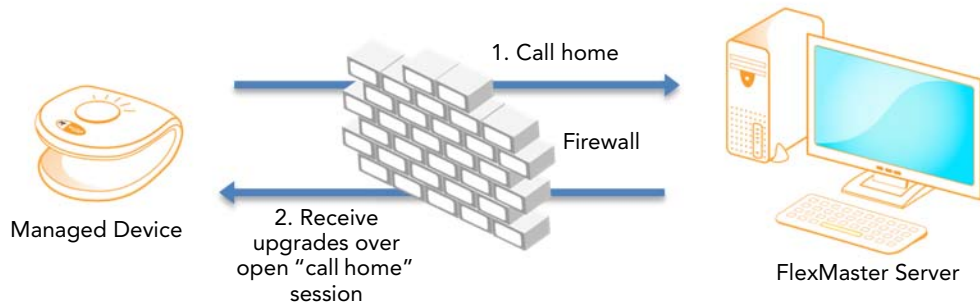 1. Call home
Firewall
2. Receive
upgrades over
open “call home”
session
Managed Device
FlexMaster Server